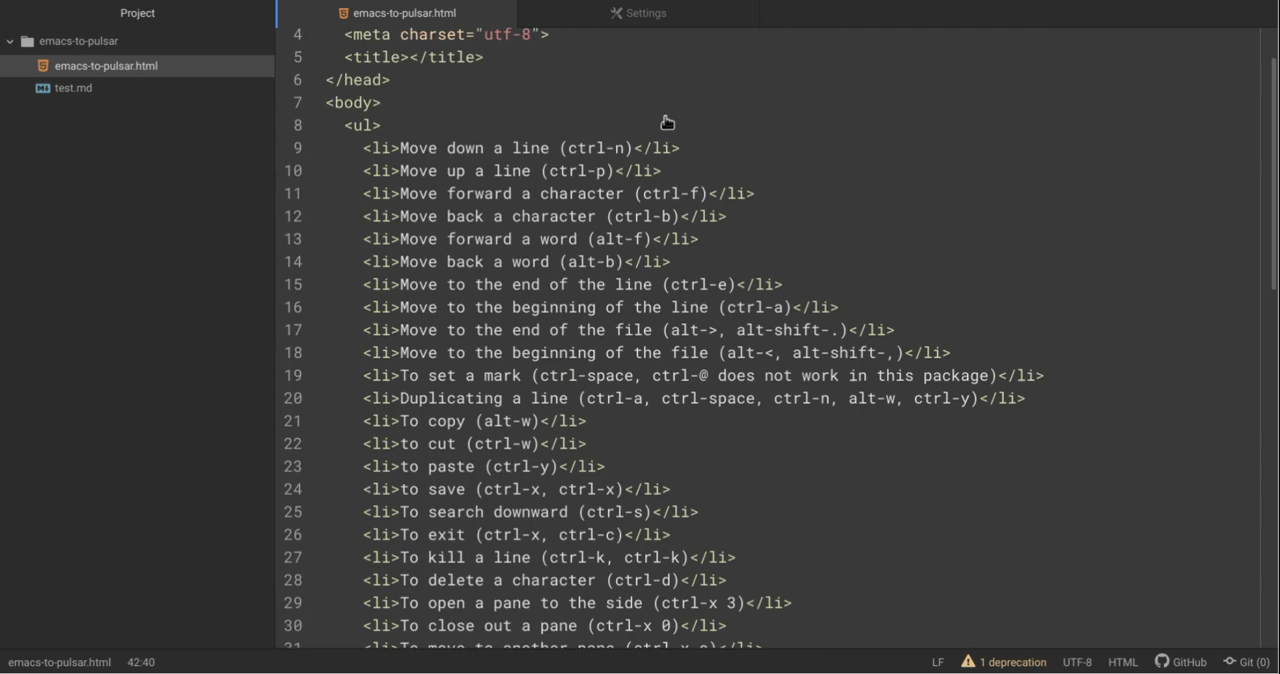 Project
emacs-to-pulsar
emacs-to-pulsar.html
test.md
emacs-to-pulsar.html
Settings
4 <meta charset="utf-8">
5 <title></title>
6 </head>
7 <body>
8 <ul>
9 <li>Move down a line (ctrl-n)</li>
10 <li>Move up a line (ctrl-p)</li>
11 <li>Move forward a character (ctrl-f)</li>
12 <li>Move back a character (ctrl-b)</li>
13 <li>Move forward a word (alt-f)</li>
14 <li>Move back a word (alt-b)</li>
15 <li>Move to the end of the line (ctrl-e)</li>
16 <li>Move to the beginning of the line (ctrl-a)</li>
17 <li>Move to the end of the file (alt->, alt-shift-.)</li>
18 <li>Move to the beginning of the file (alt-<, alt-shift-,)</li>
19 <li>To set a mark (ctrl-space, ctrl-@ does not work in this package)</li>
20 <li>Duplicating a line (ctrl-a, ctrl-space, ctrl-n, alt-w, ctrl-y)</li>
21 <li>To copy (alt-w)</li>
22 <li>to cut (ctrl-w)</li>
23 <li>to paste (ctrl-y)</li>
24 <li>to save (ctrl-x, ctrl-x)</li>
25 <li>To search downward (ctrl-s)</li>
26 <li>To exit (ctrl-x, ctrl-c)</li>
27 <li>To kill a line (ctrl-k, ctrl-k)</li>
28 <li>To delete a character (ctrl-d)</li>
29 <li>To open a pane to the side (ctrl-x 3)</li>
30 <li>To close out a pane (ctrl-x 0)</li>
<li>To move to another pane (ctrl-x
emacs-to-pulsar.html 42:40
LF 1 deprecation UTF-8 HTML GitHub Git (0)